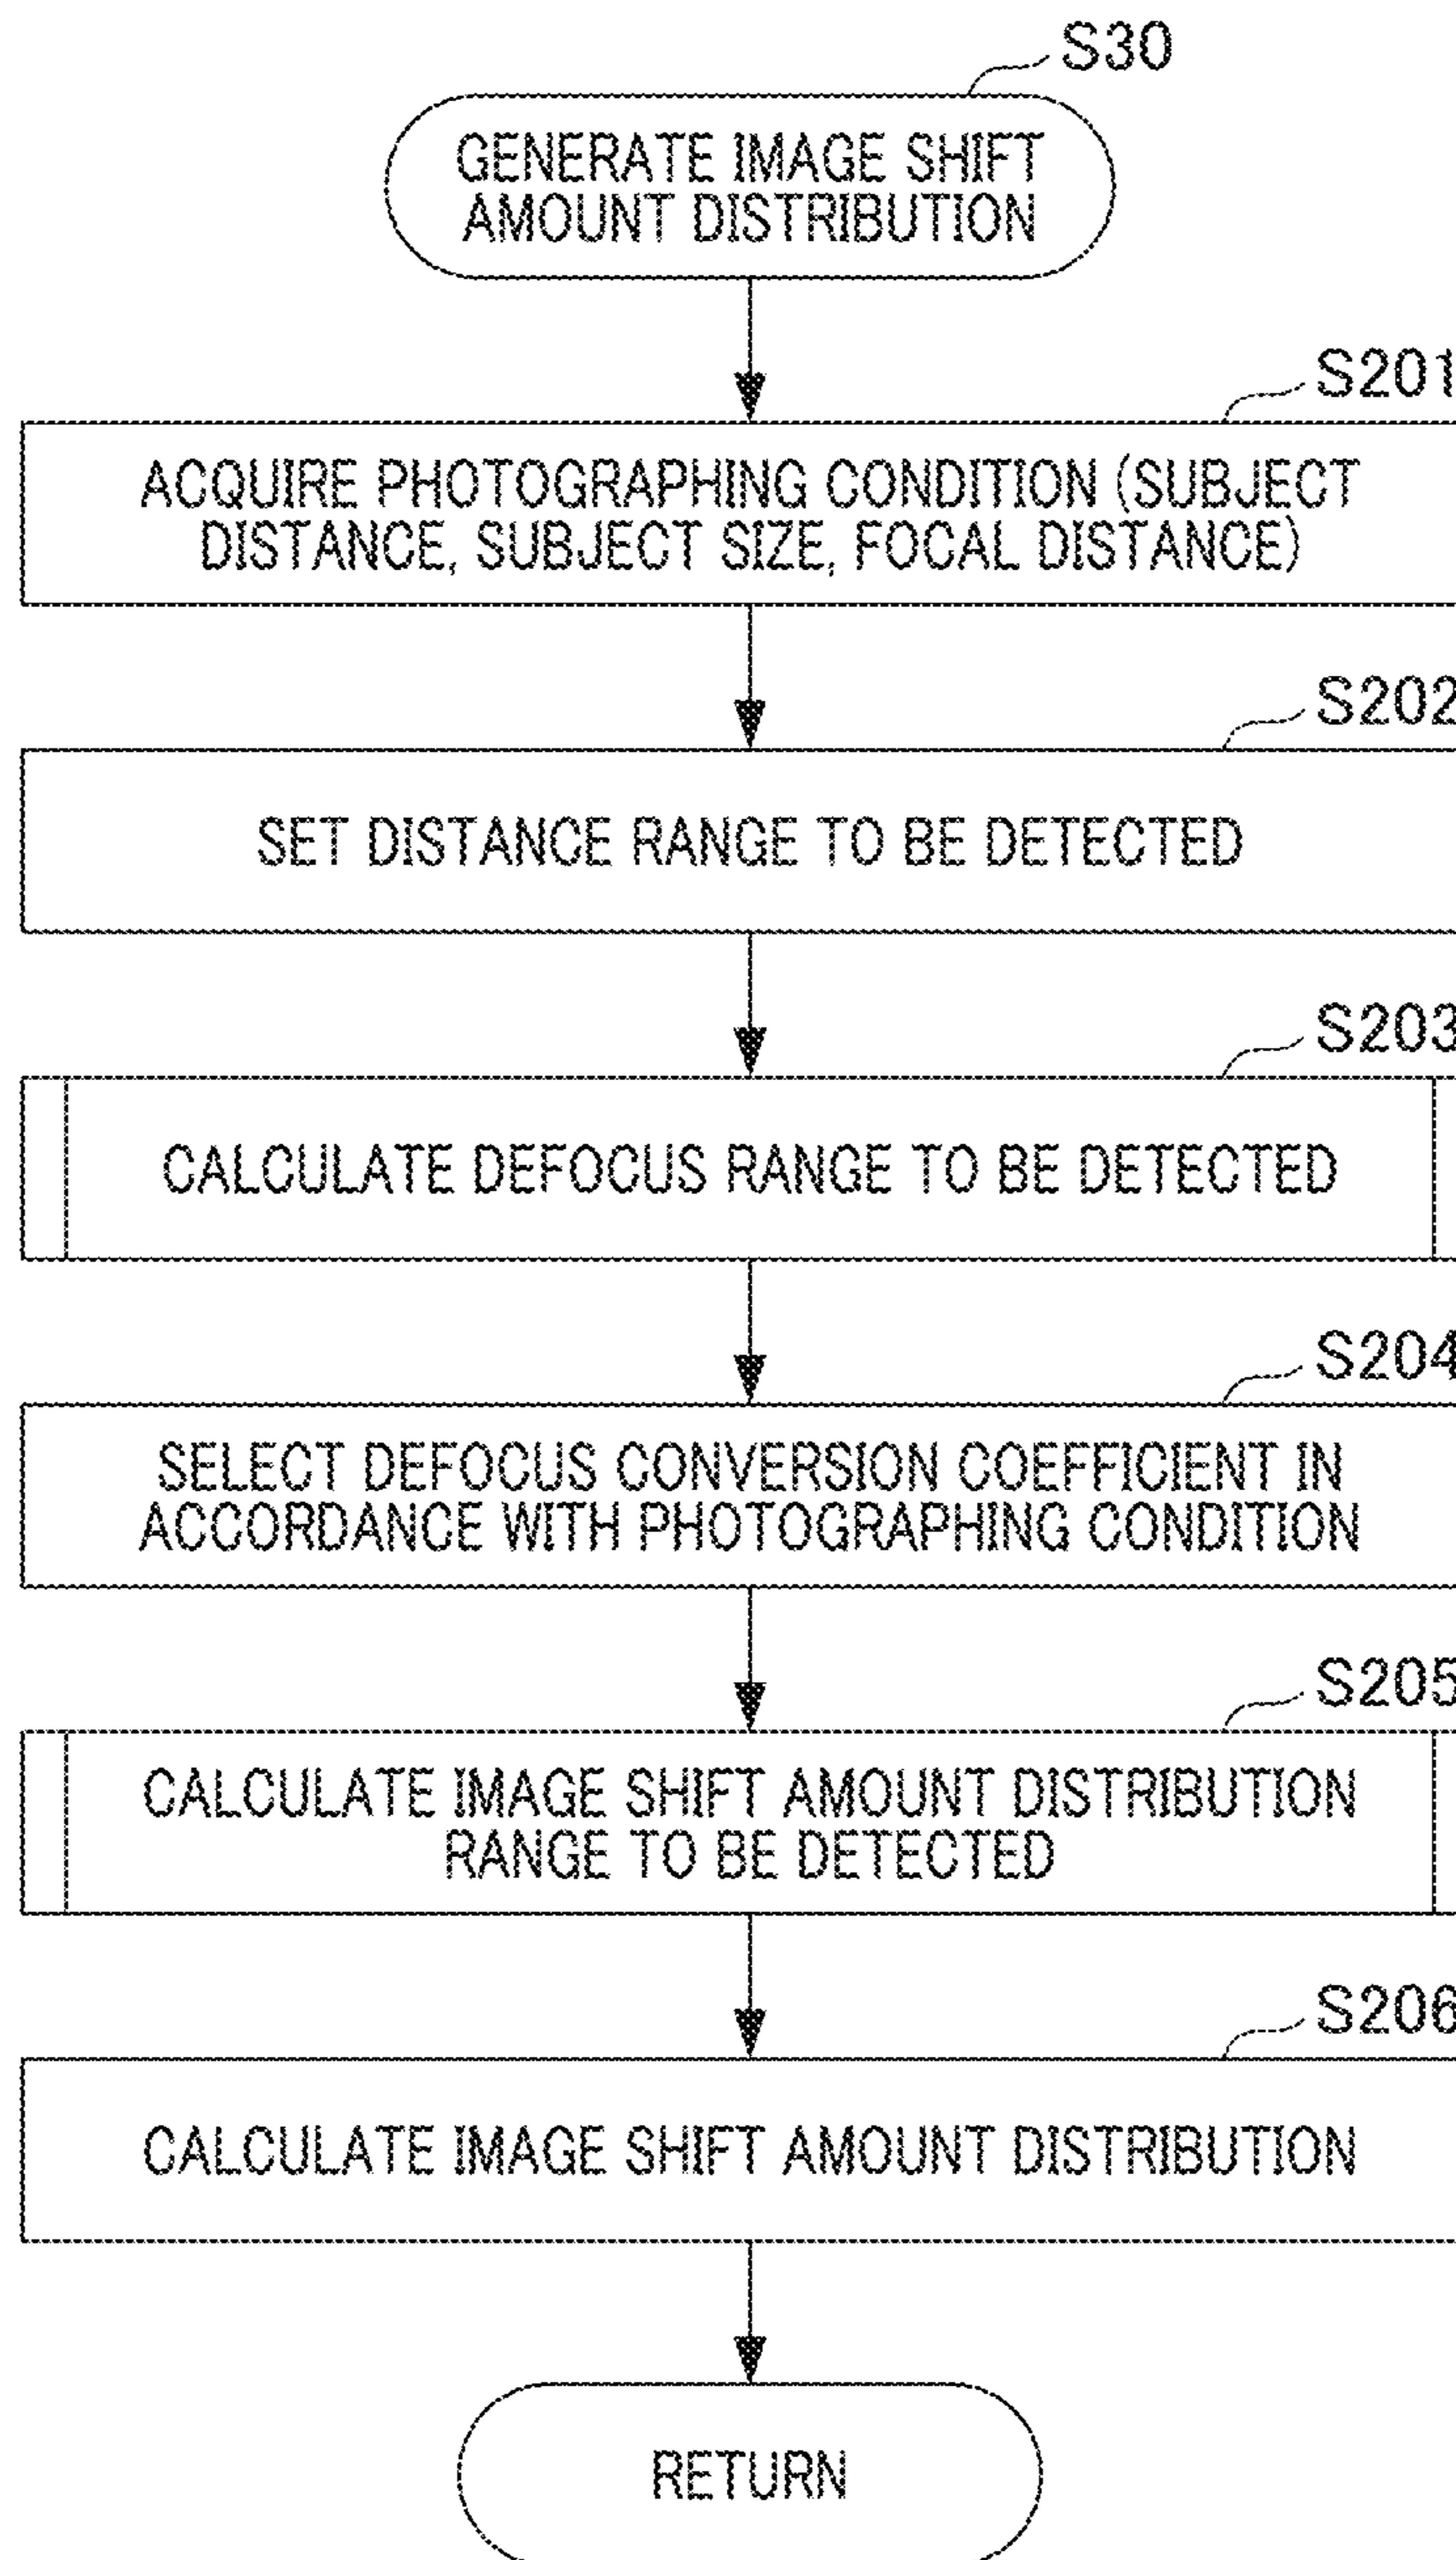 S30
GENERATE IMAGE SHIFT
AMOUNT DISTRIBUTION
S201
ACQUIRE PHOTOGRAPHING CONDITION (SUBJECT
DISTANCE, SUBJECT SIZE, FOCAL DISTANCE)
S202
SET DISTANCE RANGE TO BE DETECTED
S203
CALCULATE DEFOCUS RANGE TO BE DETECTED
S204
SELECT DEFOCUS CONVERSION COEFFICIENT IN
ACCORDANCE WITH PHOTOGRAPHING CONDITION
S205
CALCULATE IMAGE SHIFT AMOUNT DISTRIBUTION
RANGE TO BE DETECTED
S206
CALCULATE IMAGE SHIFT AMOUNT DISTRIBUTION
RETURN